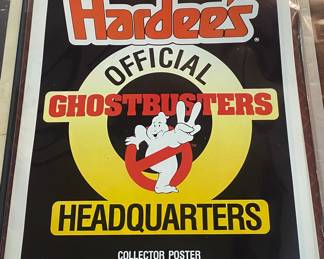 Hardee's®
OFFICIAL
GHOSTBUSTERS
HEADQUARTERS
COLLECTOR POSTER